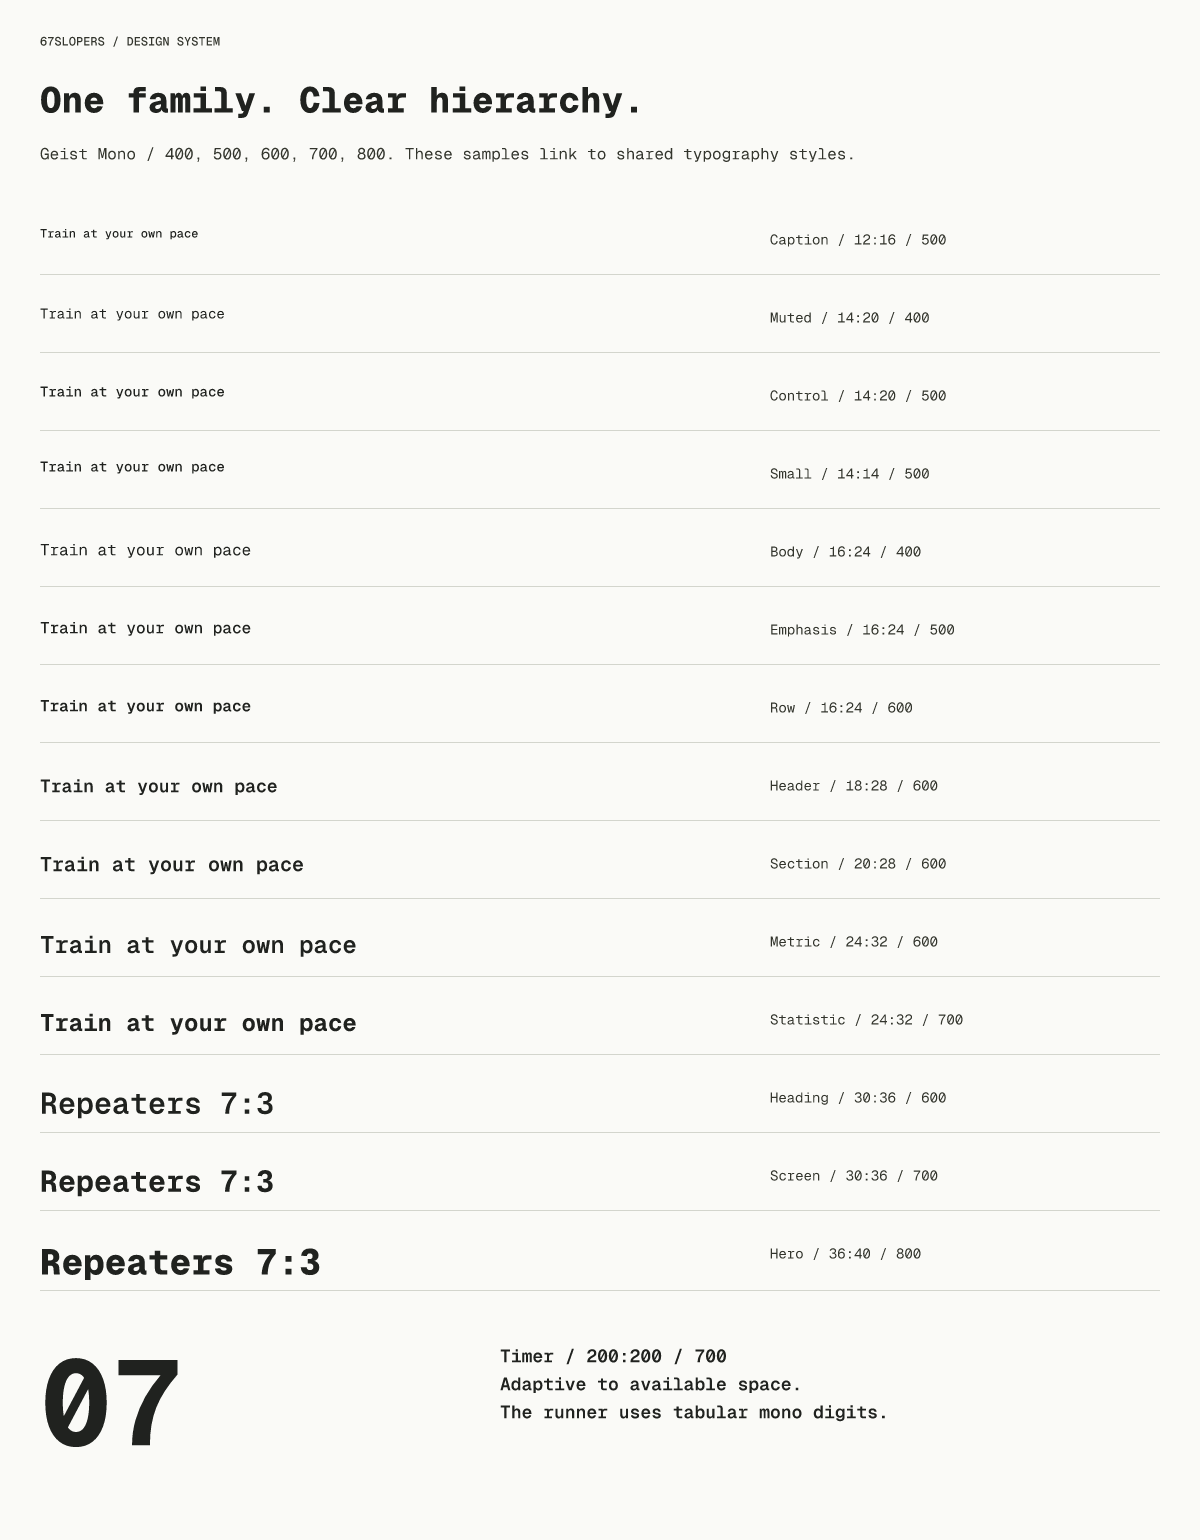 67SLOPERS / DESIGN SYSTEM
One family. Clear hierarchy.
Geist Mono / 400, 500, 600, 700, 800. These samples link to shared typography styles.
Train at your own pace
Caption / 12:16 / 500
Train at your own pace
Muted / 14:20 / 400
Train at your own pace
Control / 14:20 / 500
Train at your own pace
Small / 14:14 / 500
Train at your own pace
Body / 16:24 / 400
Train at your own pace
Emphasis / 16:24 / 500
Train at your own pace
Row / 16:24 / 600
Train at your own pace
Header / 18:28 / 600
Train at your own pace
Section / 20:28 / 600
Train at your own pace
Metric / 24:32 / 600
Train at your own pace
Statistic / 24:32 / 700
Repeaters 7:3
Heading / 30:36 / 600
Repeaters 7:3
Screen / 30:36 / 700
Repeaters 7:3
Hero / 36:40 / 800
07
Timer / 200:200 / 700
Adaptive to available space.
The runner uses tabular mono digits.